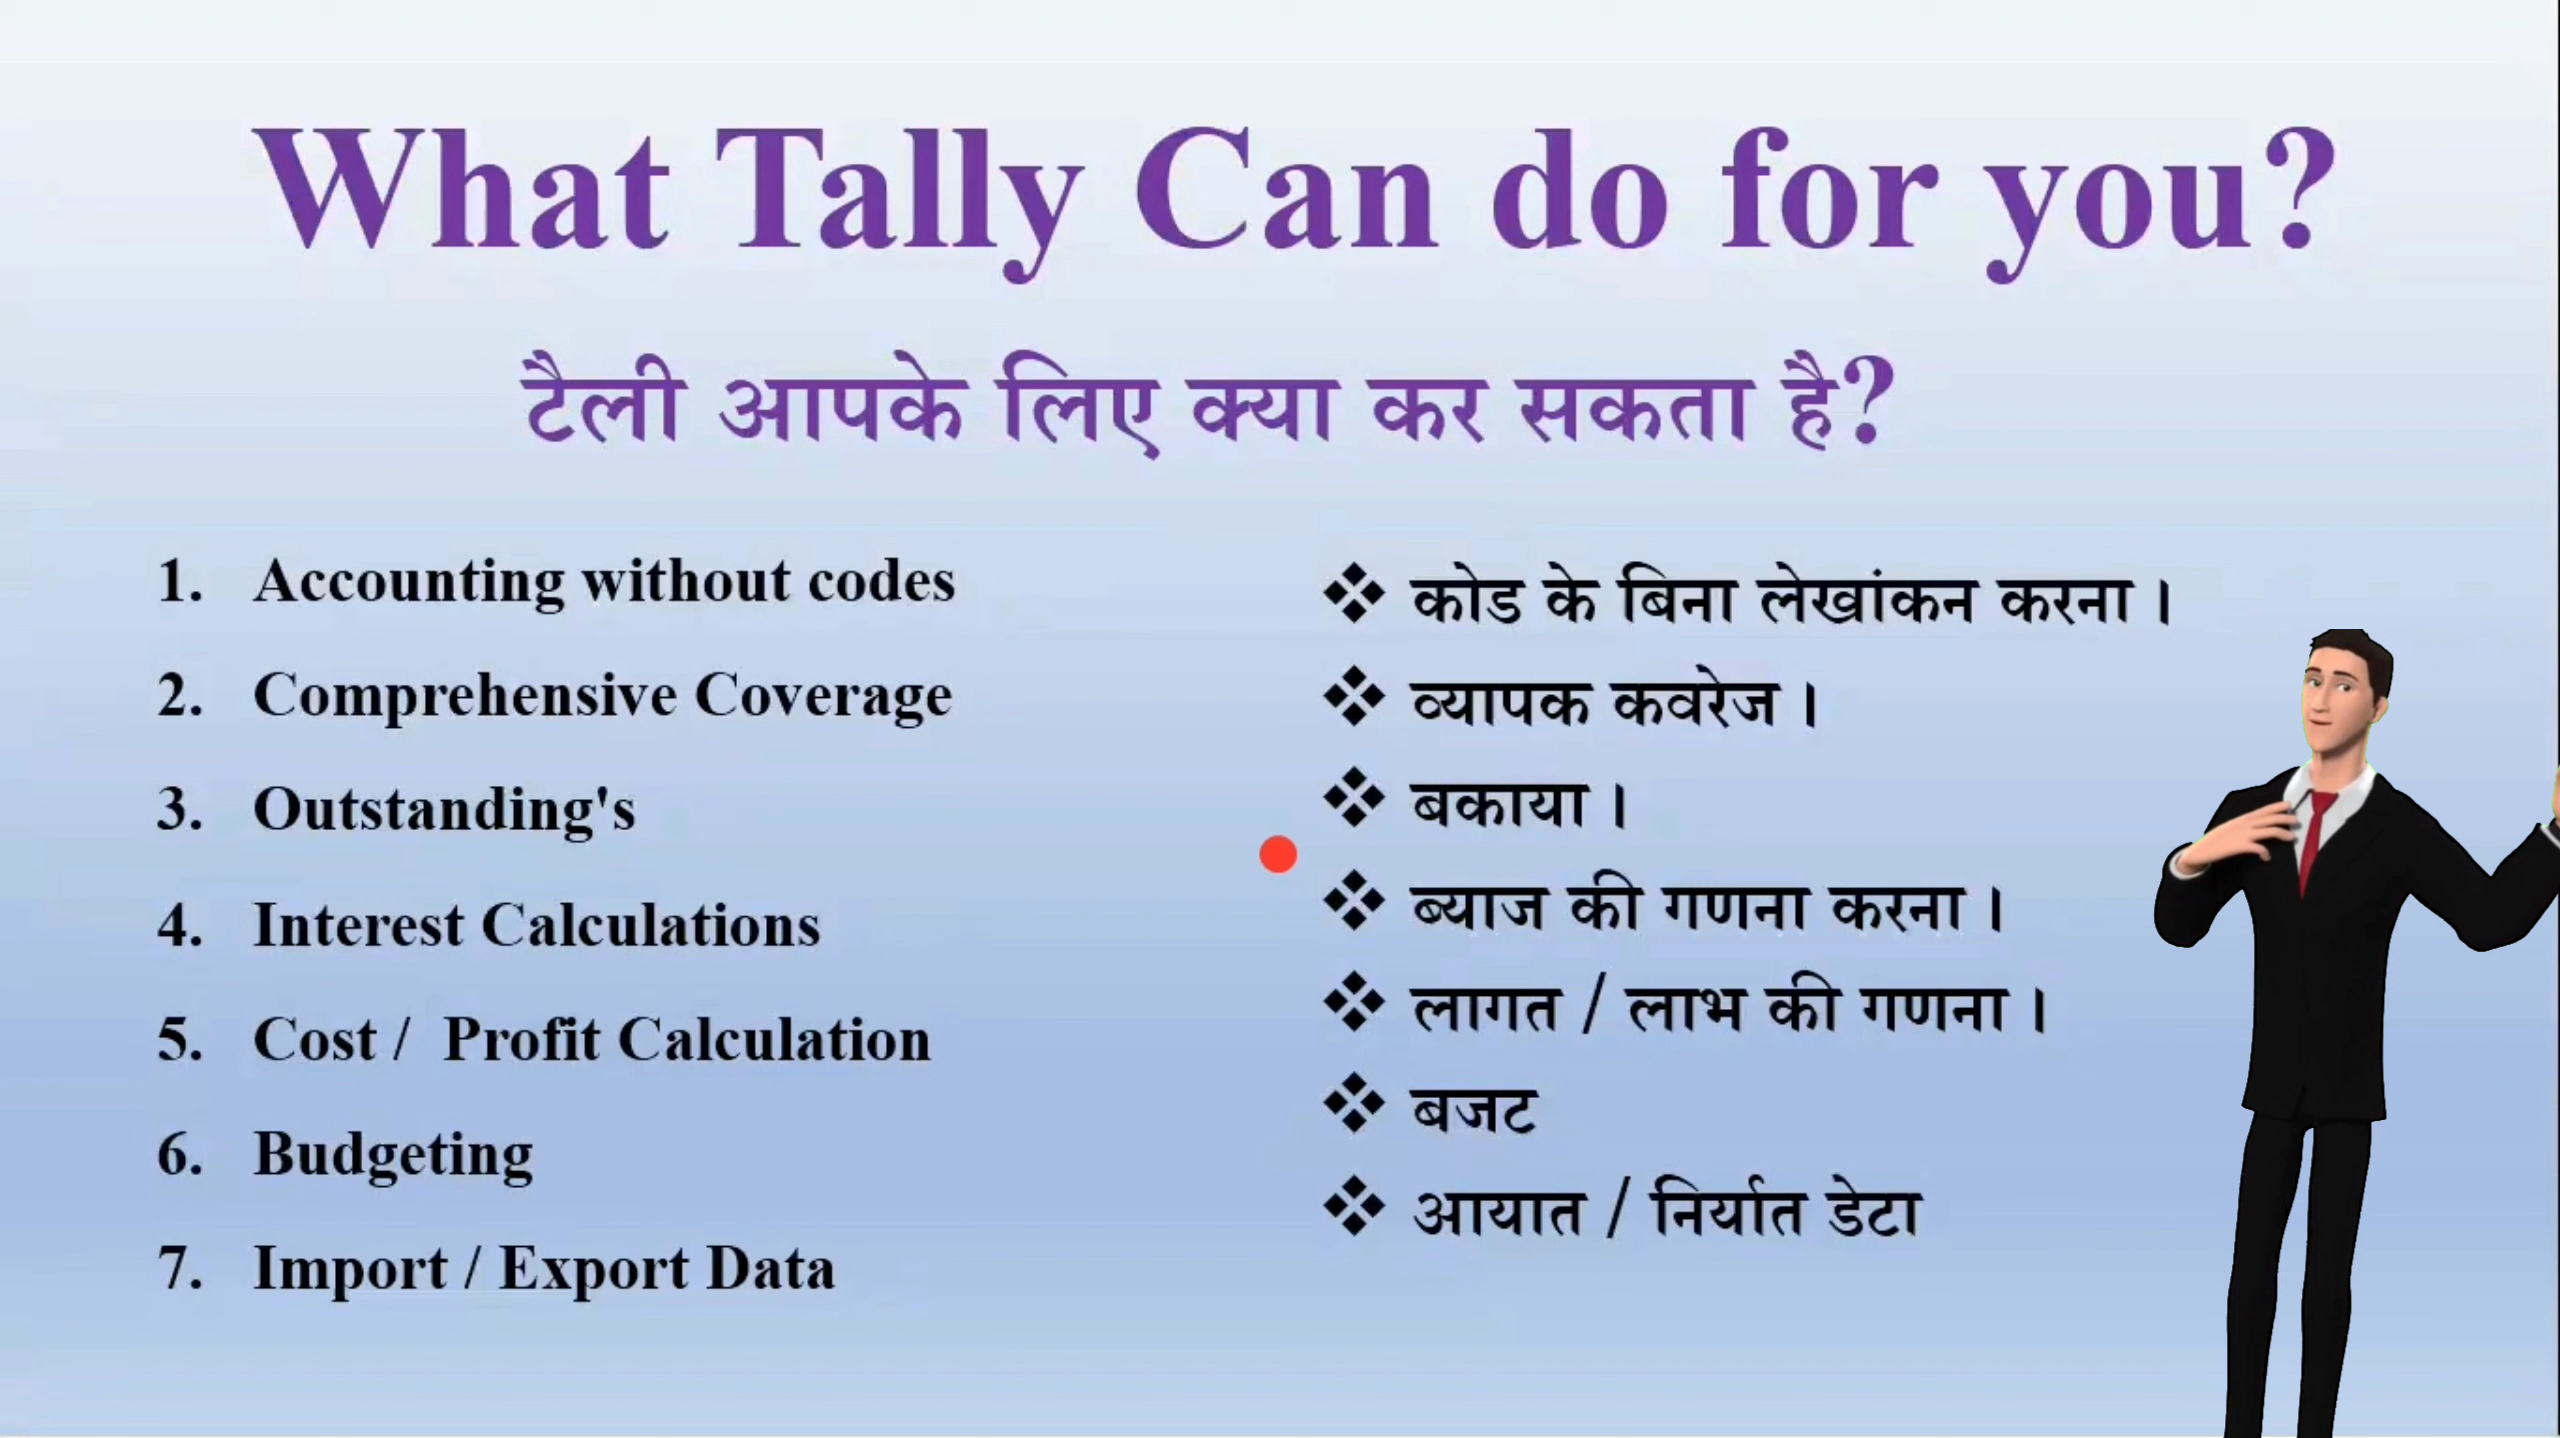 What Tally Can do for you?
टैली आपके लिए क्या कर सकता है?
1. Accounting without codes
2. Comprehensive Coverage
3. Outstanding's
4. Interest Calculations
5. Cost / Profit Calculation
6. Budgeting
7. Import / Export Data
❖ कोड के बिना लेखांकन करना ।
❖ व्यापक कवरेज ।
❖ बकाया ।
❖ ब्याज की गणना करना ।
❖ लागत / लाभ की गणना ।
❖ बजट
❖ आयात / निर्यात डेटा